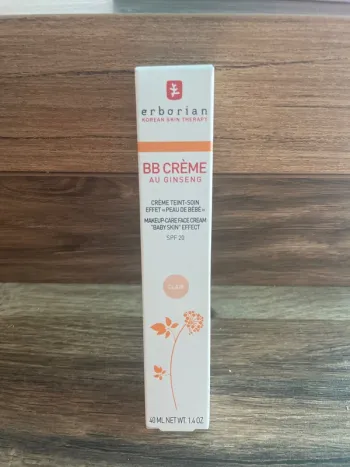 erborian
KOREAN SKIN THERAPY
BB CRÈME
AU GINSENG
CRÈME TEINT-SOIN
EFFET «PEAU DE BÉBÉ»
MAKEUP-CARE FACE CREAM
"BABY SKIN" EFFECT
SPF 20
CLAIR
40 ML NET WT. 1.4 OZ.